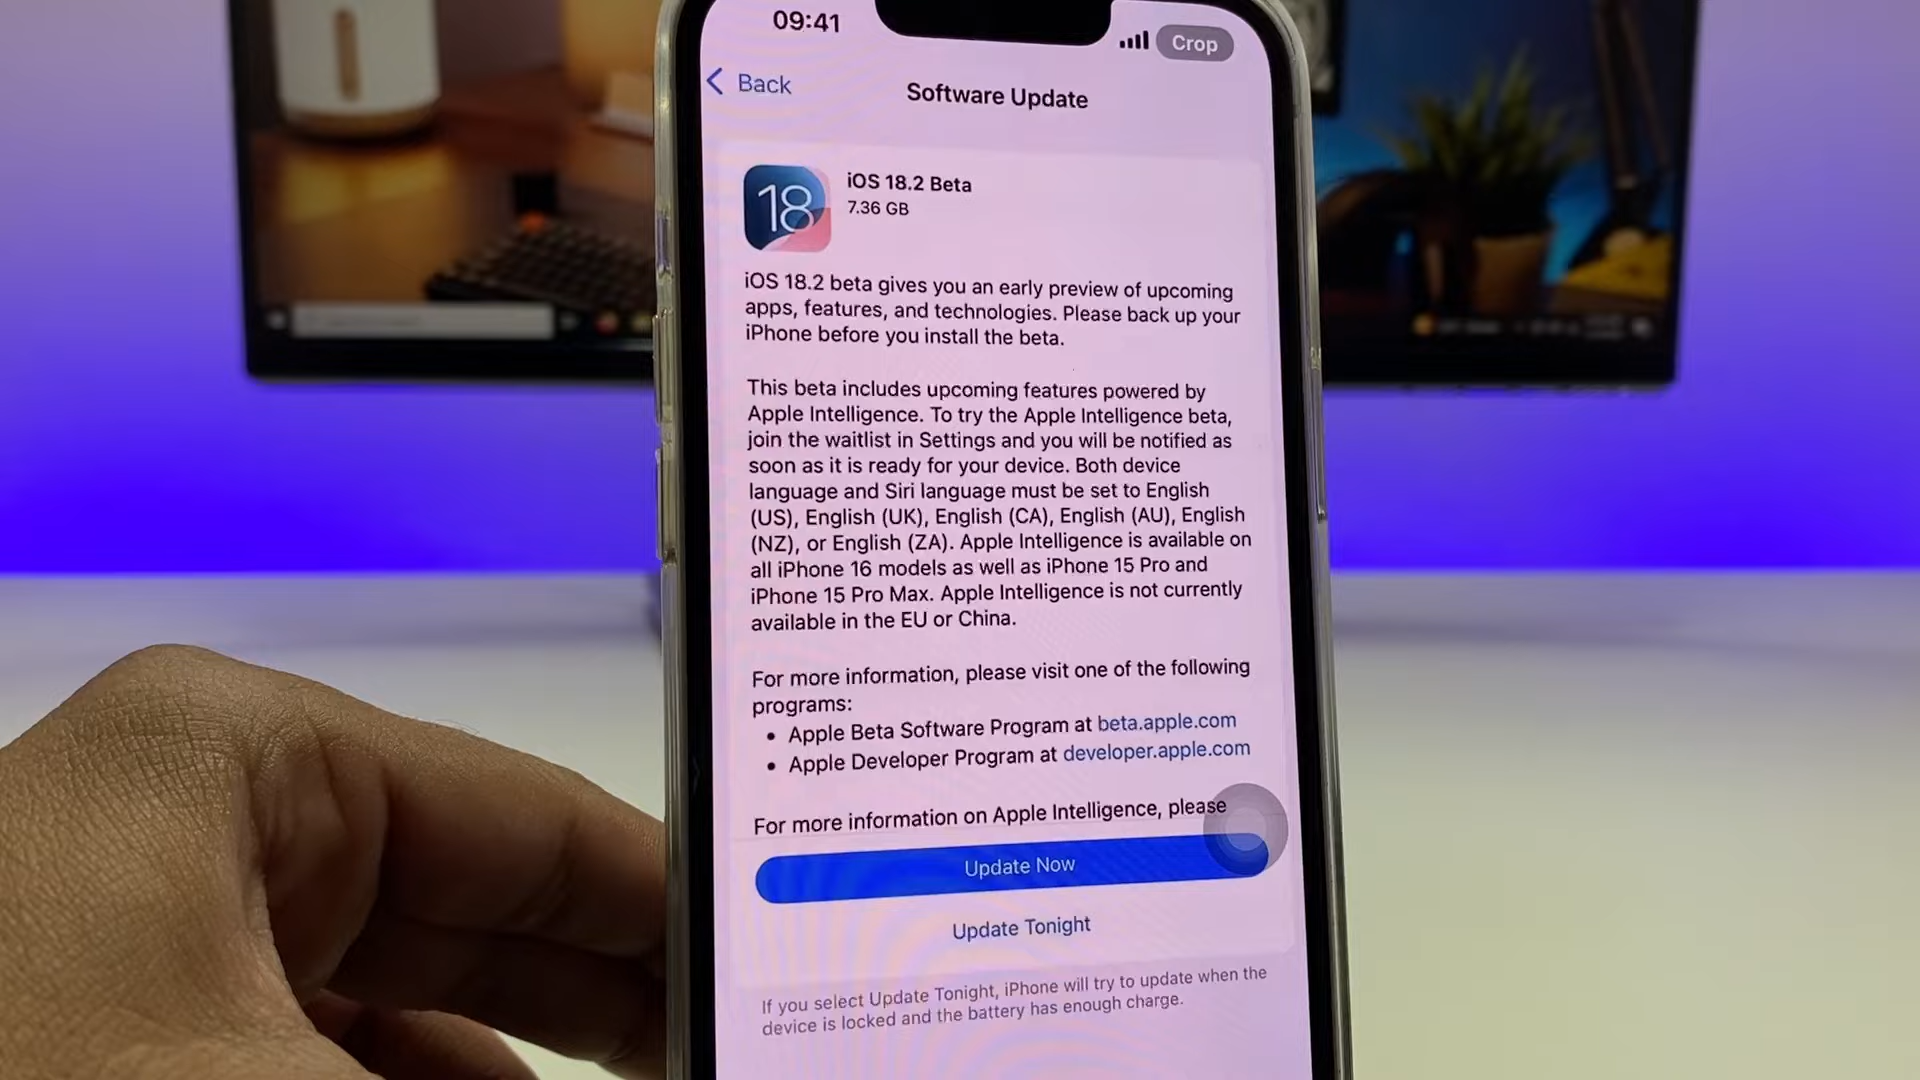 09:41
Crop
Back
Software Update
18
iOS 18.2 Beta
7.36 GB
iOS 18.2 beta gives you an early preview of upcoming
apps, features, and technologies. Please back up your
iPhone before you install the beta.
This beta includes upcoming features powered by
Apple Intelligence. To try the Apple Intelligence beta,
join the waitlist in Settings and you will be notified as
soon as it is ready for your device. Both device
language and Siri language must be set to English
(US), English (UK), English (CA), English (AU), English
(NZ), or English (ZA). Apple Intelligence is available on
all iPhone 16 models as well as iPhone 15 Pro and
iPhone 15 Pro Max. Apple Intelligence is not currently
available in the EU or China.
For more information, please visit one of the following
programs:
• Apple Beta Software Program at beta.apple.com
• Apple Developer Program at developer.apple.com
For more information on Apple Intelligence, please
Update Now
Update Tonight
If you select Update Tonight, iPhone will try to update when the
device is locked and the battery has enough charge.